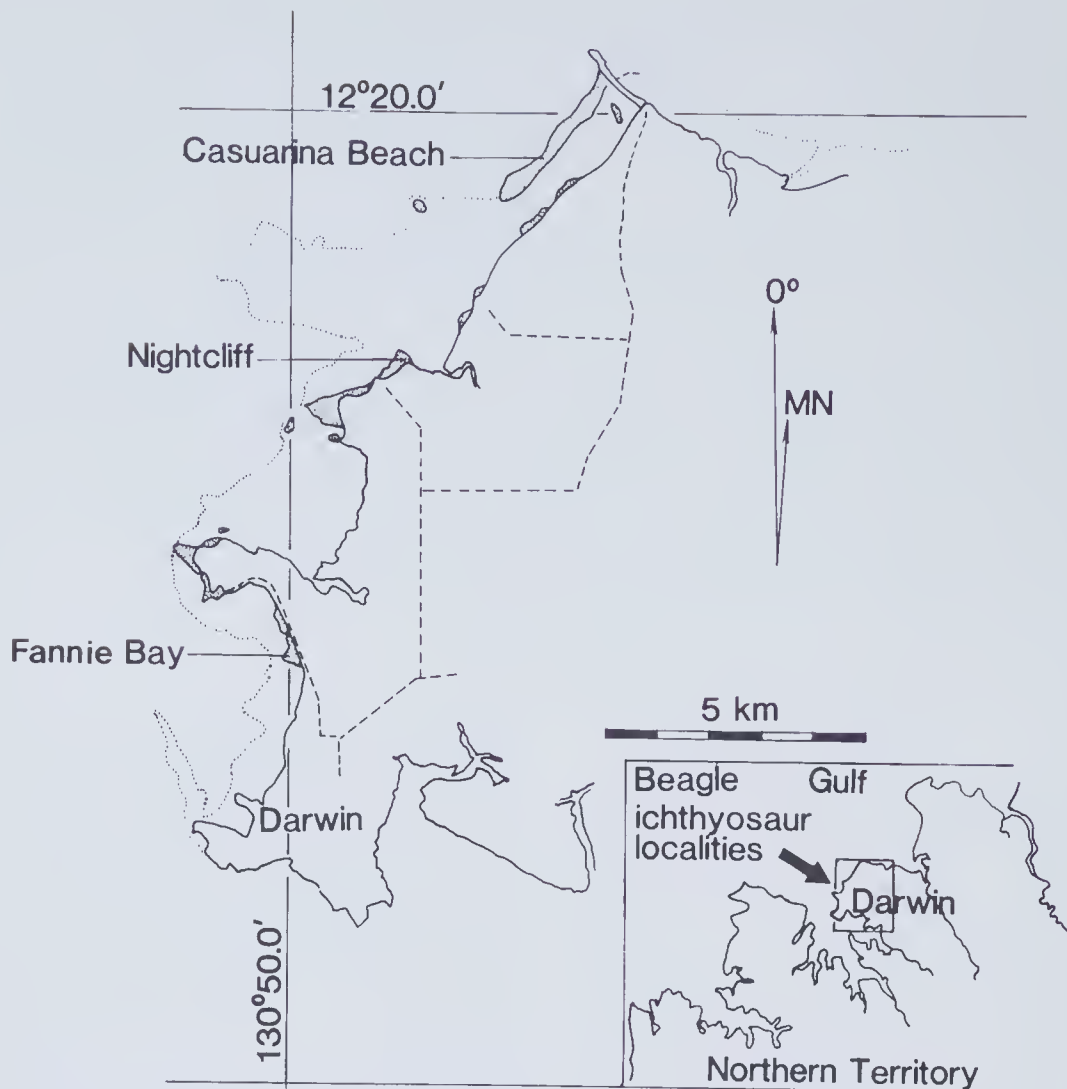 12°20.0′
Casuarina Beach
0°
Nightcliff
MN
Fannie Bay
5 km
Darwin
130°50.0′
Beagle Gulf
ichthyosaur
localities
Darwin
Northern Territory